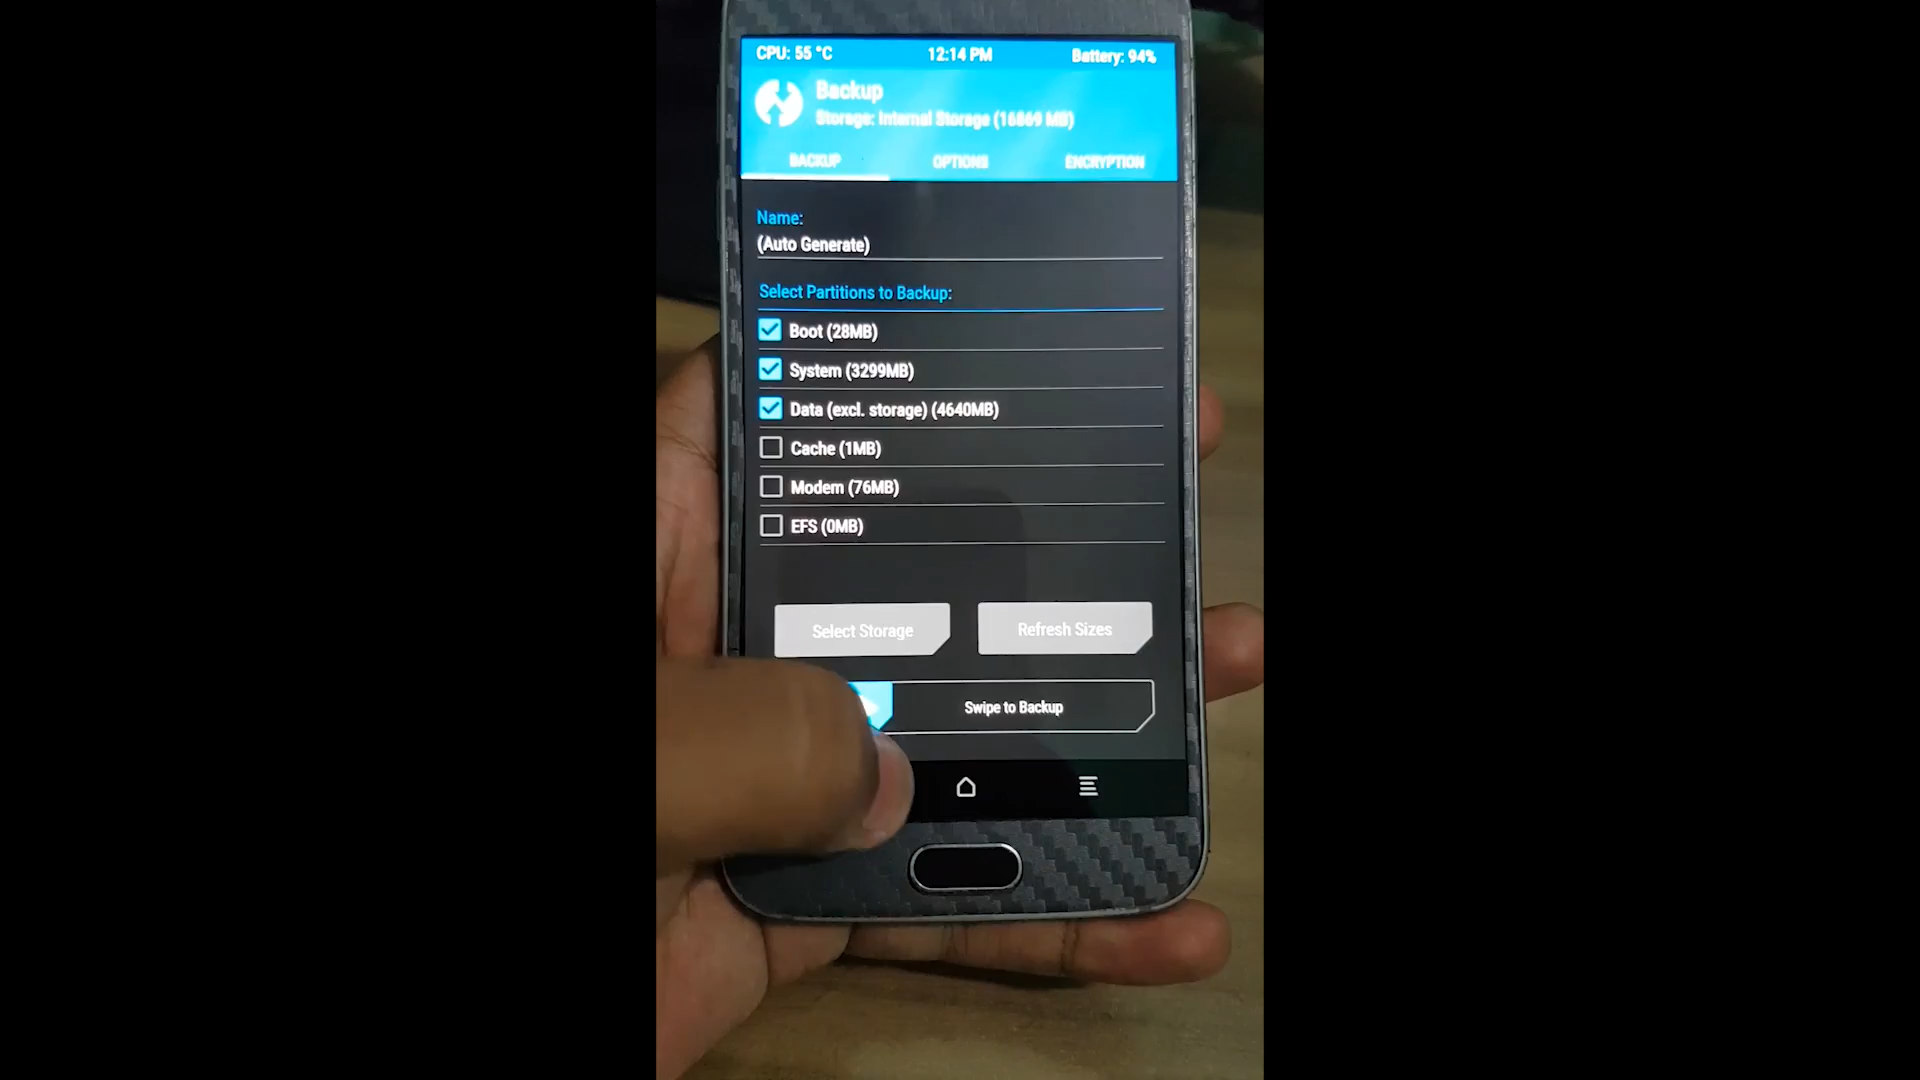 CPU: 55 °C 12:14 PM Battery: 94%
Backup
Storage: Internal Storage (16869 MB)
BACKUP OPTIONS ENCRYPTION
Name:
(Auto Generate)
Select Partitions to Backup:
Boot (28MB)
System (3299MB)
Data (excl. storage) (4640MB)
Cache (1MB)
Modem (76MB)
EFS (0MB)
Select Storage Refresh Sizes
Swipe to Backup